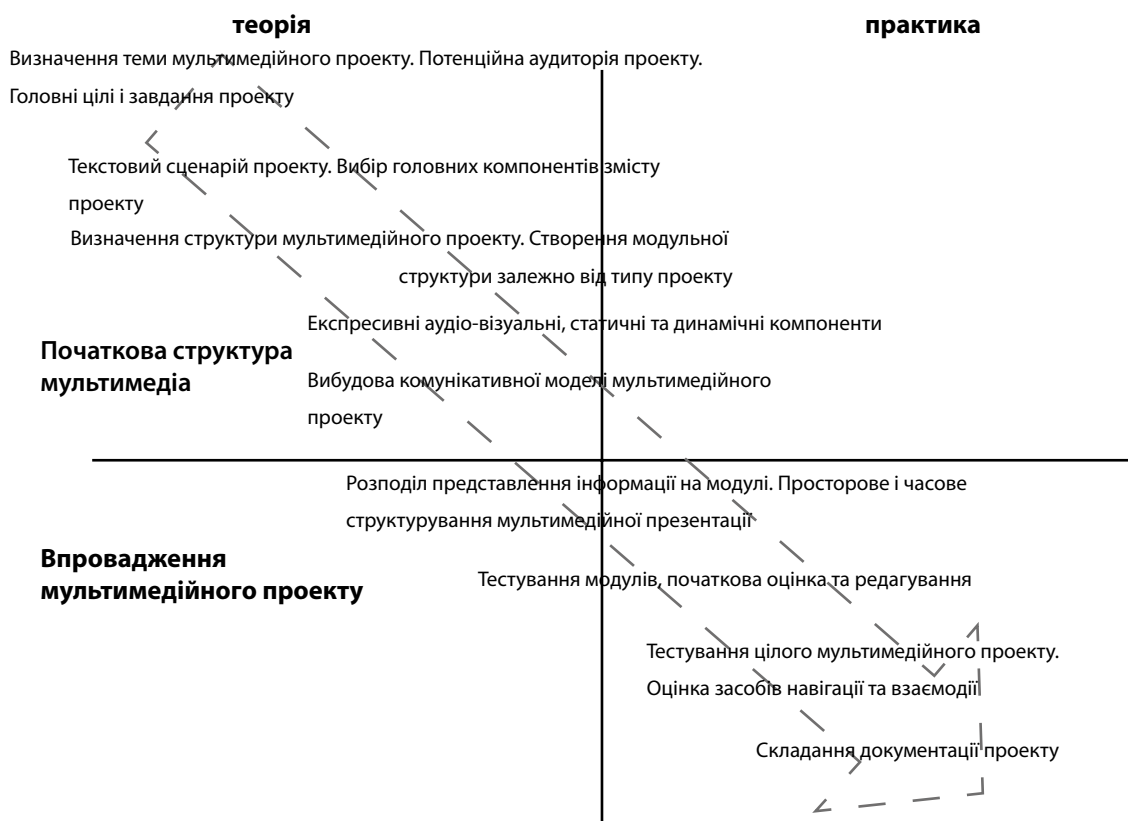 теорія
практика
Визначення теми мультимедійного проекту. Потенційна аудиторія проекту.
Головні цілі і завдання проекту
Текстовий сценарій проекту. Вибір головних компонентів змісту
проекту
Визначення структури мультимедійного проекту. Створення модульної
структури залежно від типу проекту
Експресивні аудіо-візуальні, статичні та динамічні компоненти
Початкова структура
мультимедіа
Вибудова комунікативної моделі мультимедійного
проекту
Розподіл представлення інформації на модулі. Просторове і часове
структурування мультимедійної презентації
Впровадження
мультимедійного проекту
Тестування модулів, початкова оцінка та редагування
Тестування цілого мультимедійного проекту.
Оцінка засобів навігації та взаємодії
Складання документації проекту